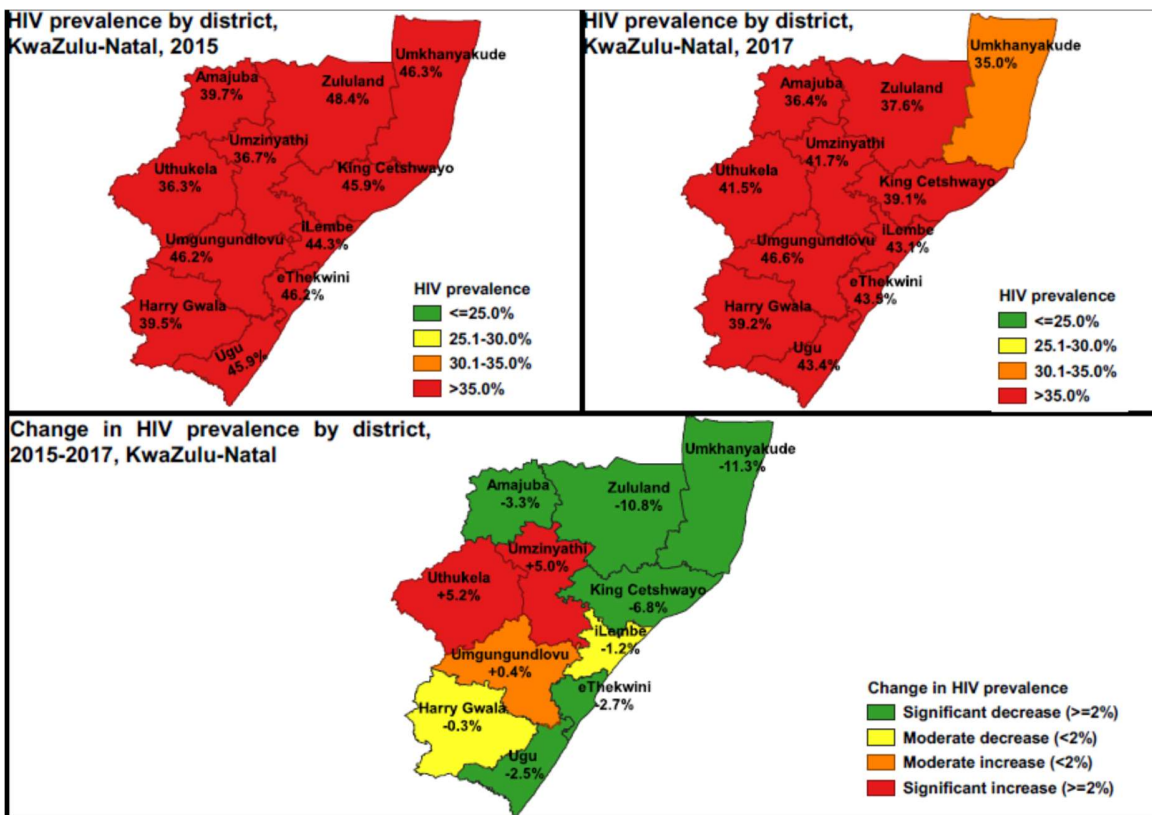 HIV prevalence by district,
KwaZulu-Natal, 2015
Umkhanyakude
46.3%
Amajuba
39.7%
Zululand
48.4%
Umzinyathi
36.7%
Uthukela
36.3%
King Cetshwayo
45.9%
iLembe
44.3%
Umgungundlovu
46.2%
eThekwini
46.2%
Harry Gwala
39.5%
Ugu
45.9%
HIV prevalence
<=25.0%
25.1-30.0%
30.1-35.0%
>35.0%
HIV prevalence by district,
KwaZulu-Natal, 2017
Umkhanyakude
35.0%
Amajuba
36.4%
Zululand
37.6%
Umzinyathi
41.7%
Uthukela
41.5%
King Cetshwayo
39.1%
iLembe
43.1%
Umgungundlovu
46.6%
eThekwini
43.5%
Harry Gwala
39.2%
Ugu
43.4%
HIV prevalence
<=25.0%
25.1-30.0%
30.1-35.0%
>35.0%
Change in HIV prevalence by district,
2015-2017, KwaZulu-Natal
Umkhanyakude
-11.3%
Amajuba
-3.3%
Zululand
-10.8%
Umzinyathi
+5.0%
Uthukela
+5.2%
King Cetshwayo
-6.8%
iLembe
-1.2%
Umgungundlovu
+0.4%
eThekwini
-2.7%
Harry Gwala
-0.3%
Ugu
-2.5%
Change in HIV prevalence
Significant decrease (>=2%)
Moderate decrease (<2%)
Moderate increase (<2%)
Significant increase (>=2%)